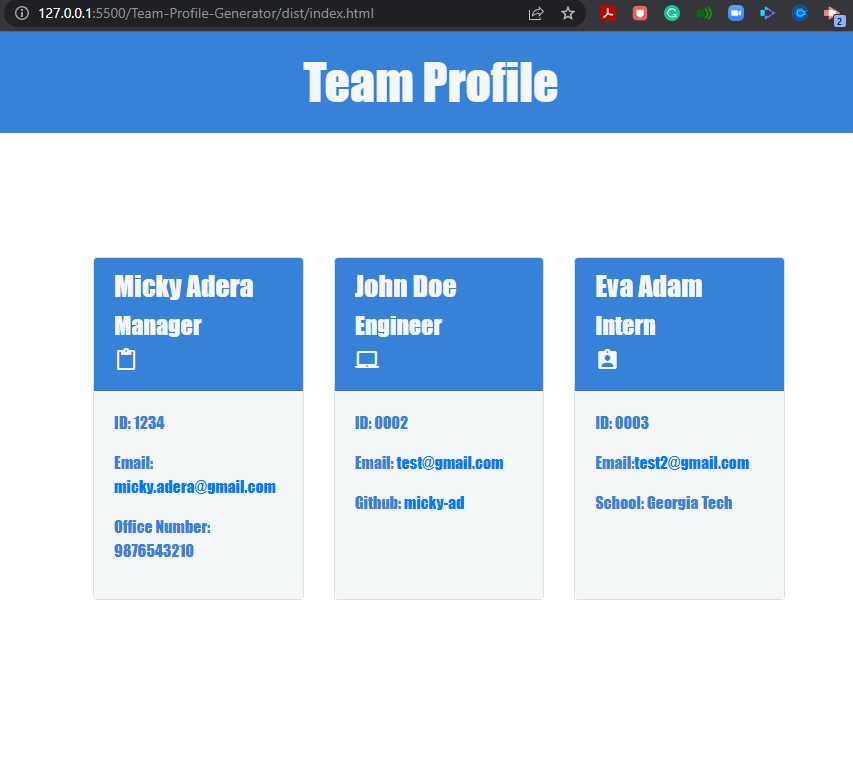 127.0.0.1:5500/Team-Profile-Generator/dist/index.html
2
Team Profile
Micky Adera
Manager
ID: 1234
Email:
micky.adera@gmail.com
Office Number:
9876543210
John Doe
Engineer
ID: 0002
Email: test@gmail.com
Github: micky-ad
Eva Adam
Intern
ID: 0003
Email:test2@gmail.com
School: Georgia Tech